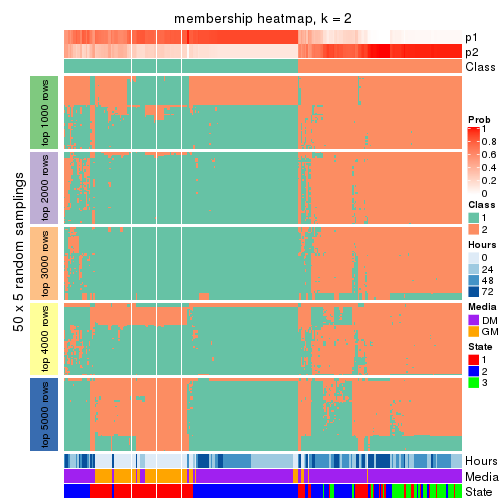 membership heatmap, k = 2
p1
p2
Class
50 x 5 random samplings
top 1000 rows
top 2000 rows
top 3000 rows
top 4000 rows
top 5000 rows
Prob
1
0.8
0.6
0.4
0.2
0
Class
1
2
Hours
0
24
48
72
Media
DM
GM
State
1
2
3
Hours
Media
State